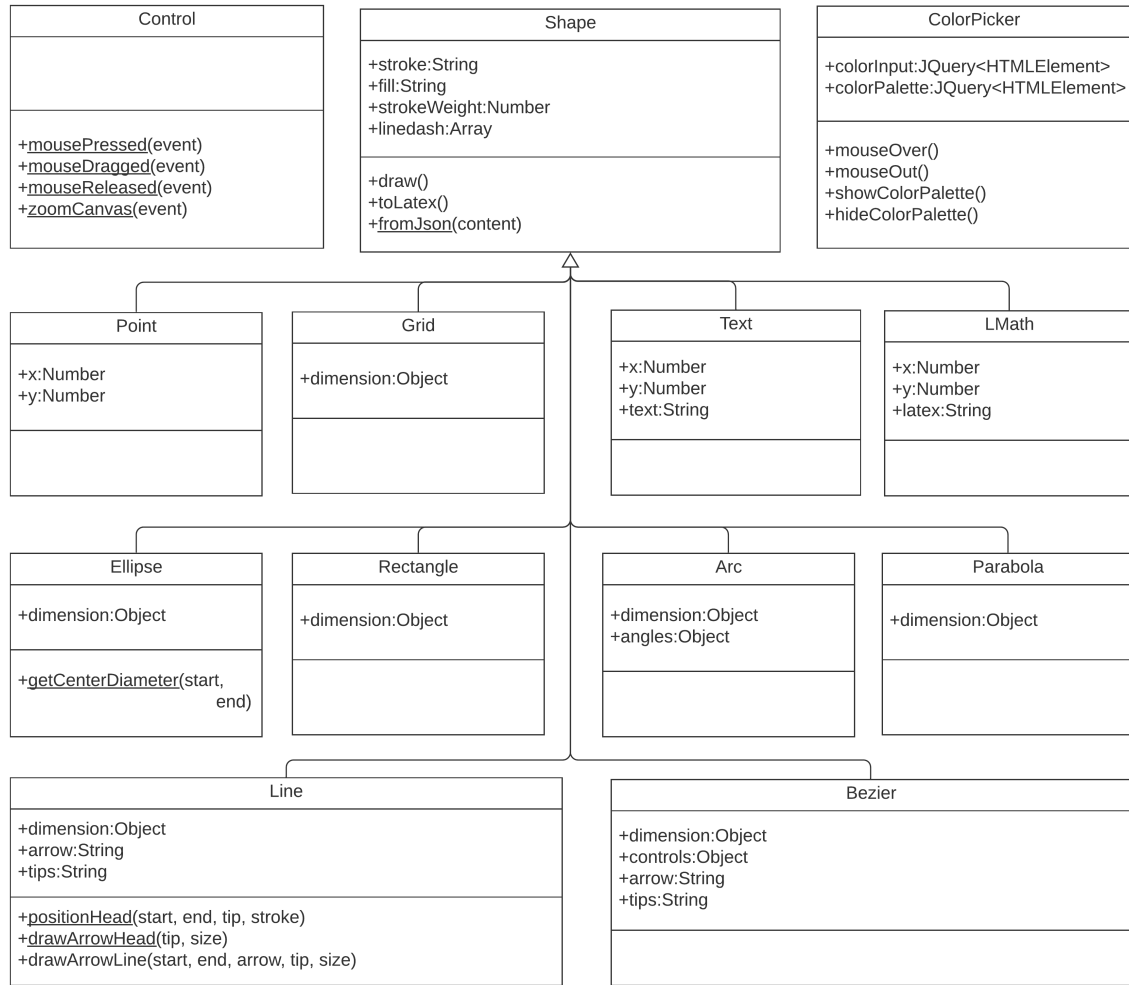 Control
+mousePressed(event)
+mouseDragged(event)
+mouseReleased(event)
+zoomCanvas(event)
Shape
+stroke:String
+fill:String
+strokeWeight:Number
+linedash:Array
+draw()
+toLatex()
+fromJson(content)
ColorPicker
+colorInput:JQuery<HTMLElement>
+colorPalette:JQuery<HTMLElement>
+mouseOver()
+mouseOut()
+showColorPalette()
+hideColorPalette()
Point
+x:Number
+y:Number
Grid
+dimension:Object
Text
+x:Number
+y:Number
+text:String
LMath
+x:Number
+y:Number
+latex:String
Ellipse
+dimension:Object
+getCenterDiameter(start,
end)
Rectangle
+dimension:Object
Arc
+dimension:Object
+angles:Object
Parabola
+dimension:Object
Line
+dimension:Object
+arrow:String
+tips:String
+positionHead(start, end, tip, stroke)
+drawArrowHead(tip, size)
+drawArrowLine(start, end, arrow, tip, size)
Bezier
+dimension:Object
+controls:Object
+arrow:String
+tips:String